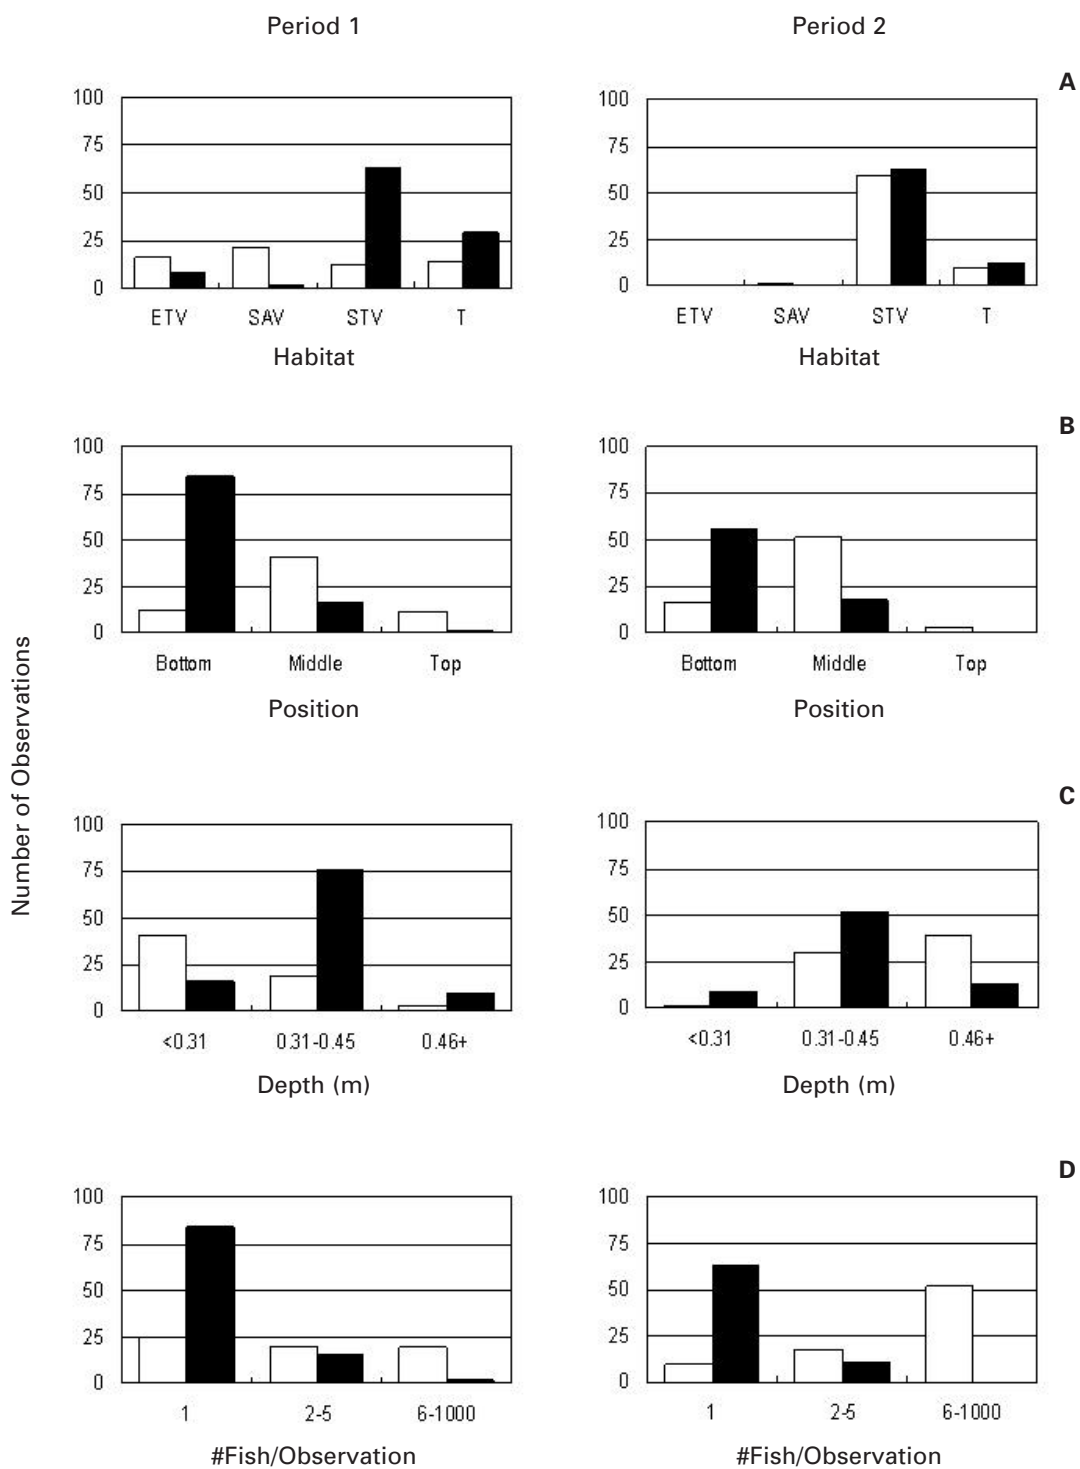 Period 1 Period 2
A
100 100
75 75
50 50
25 25
0 0
ETV SAV STV T ETV SAV STV T
Habitat Habitat
B
100 100
75 75
50 50
25 25
0 0
Bottom Middle Top Bottom Middle Top
Position Position
Number of Observations
C
100 100
75 75
50 50
25 25
0 0
<0.31 0.31-0.45 0.46+ <0.31 0.31-0.45 0.46+
Depth (m) Depth (m)
D
100 100
75 75
50 50
25 25
0 0
1 2-5 6-1000 1 2-5 6-1000
#Fish/Observation #Fish/Observation